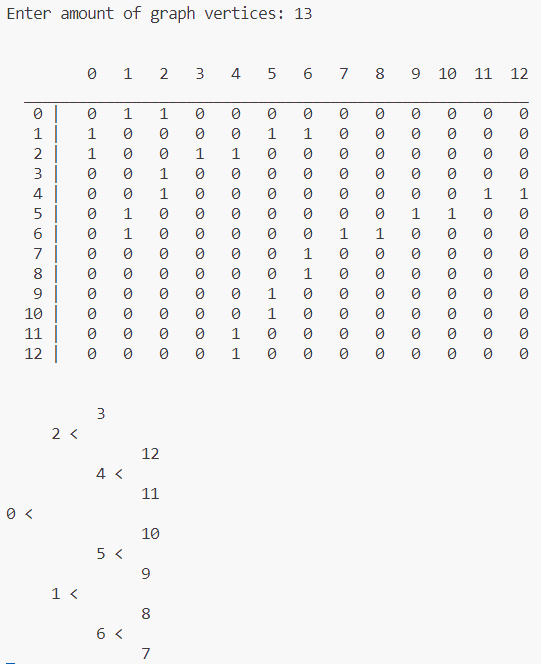 Enter amount of graph vertices: 13
0 1 2 3 4 5 6 7 8 9 10 11 12
0 | 0 1 1 0 0 0 0 0 0 0 0 0 0
1 | 1 0 0 0 0 1 1 0 0 0 0 0 0
2 | 1 0 0 1 1 0 0 0 0 0 0 0 0
3 | 0 0 1 0 0 0 0 0 0 0 0 0 0
4 | 0 0 1 0 0 0 0 0 0 0 0 1 1
5 | 0 1 0 0 0 0 0 0 0 1 1 0 0
6 | 0 1 0 0 0 0 0 1 1 0 0 0 0
7 | 0 0 0 0 0 0 1 0 0 0 0 0 0
8 | 0 0 0 0 0 0 1 0 0 0 0 0 0
9 | 0 0 0 0 0 1 0 0 0 0 0 0 0
10 | 0 0 0 0 0 1 0 0 0 0 0 0 0
11 | 0 0 0 0 1 0 0 0 0 0 0 0 0
12 | 0 0 0 0 1 0 0 0 0 0 0 0 0
3
2 <
12
4 <
11
0 <
10
5 <
9
1 <
8
6 <
7